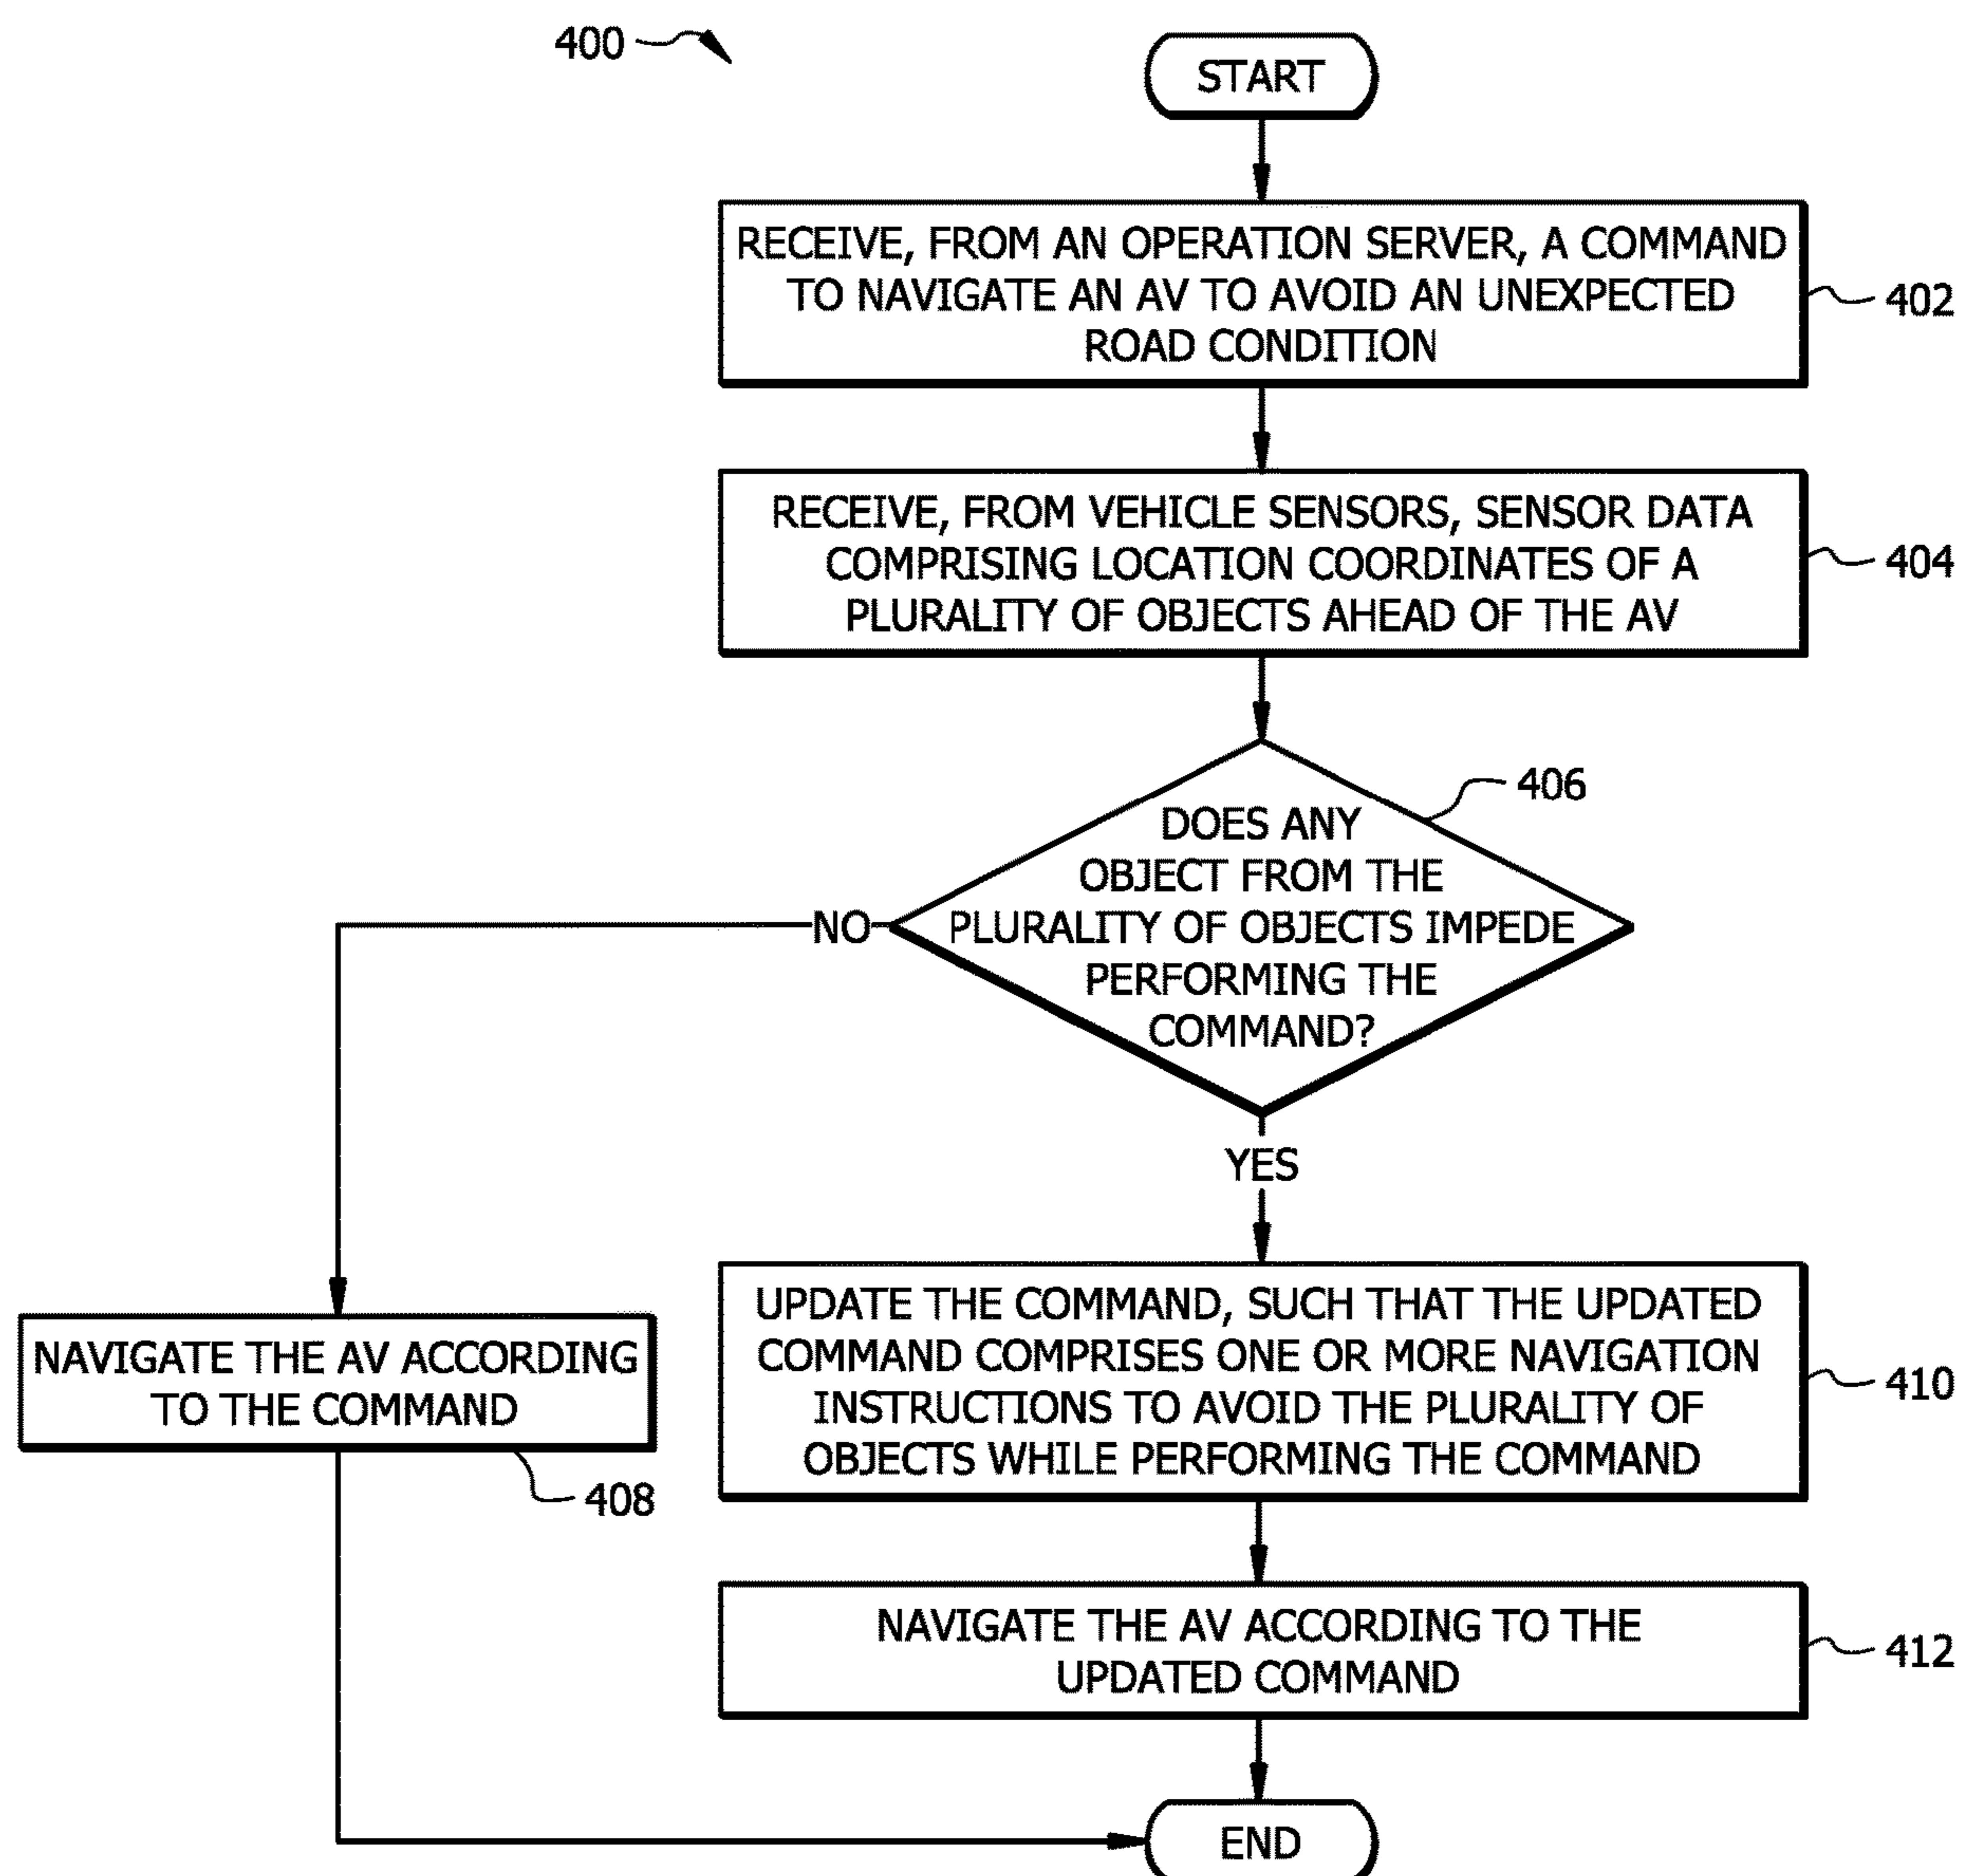 400
START
RECEIVE, FROM AN OPERATION SERVER, A COMMAND
TO NAVIGATE AN AV TO AVOID AN UNEXPECTED
ROAD CONDITION
402
RECEIVE, FROM VEHICLE SENSORS, SENSOR DATA
COMPRISING LOCATION COORDINATES OF A
PLURALITY OF OBJECTS AHEAD OF THE AV
404
406
DOES ANY
OBJECT FROM THE
PLURALITY OF OBJECTS IMPEDE
PERFORMING THE
COMMAND?
NO
YES
NAVIGATE THE AV ACCORDING
TO THE COMMAND
408
UPDATE THE COMMAND, SUCH THAT THE UPDATED
COMMAND COMPRISES ONE OR MORE NAVIGATION
INSTRUCTIONS TO AVOID THE PLURALITY OF
OBJECTS WHILE PERFORMING THE COMMAND
410
NAVIGATE THE AV ACCORDING TO THE
UPDATED COMMAND
412
END